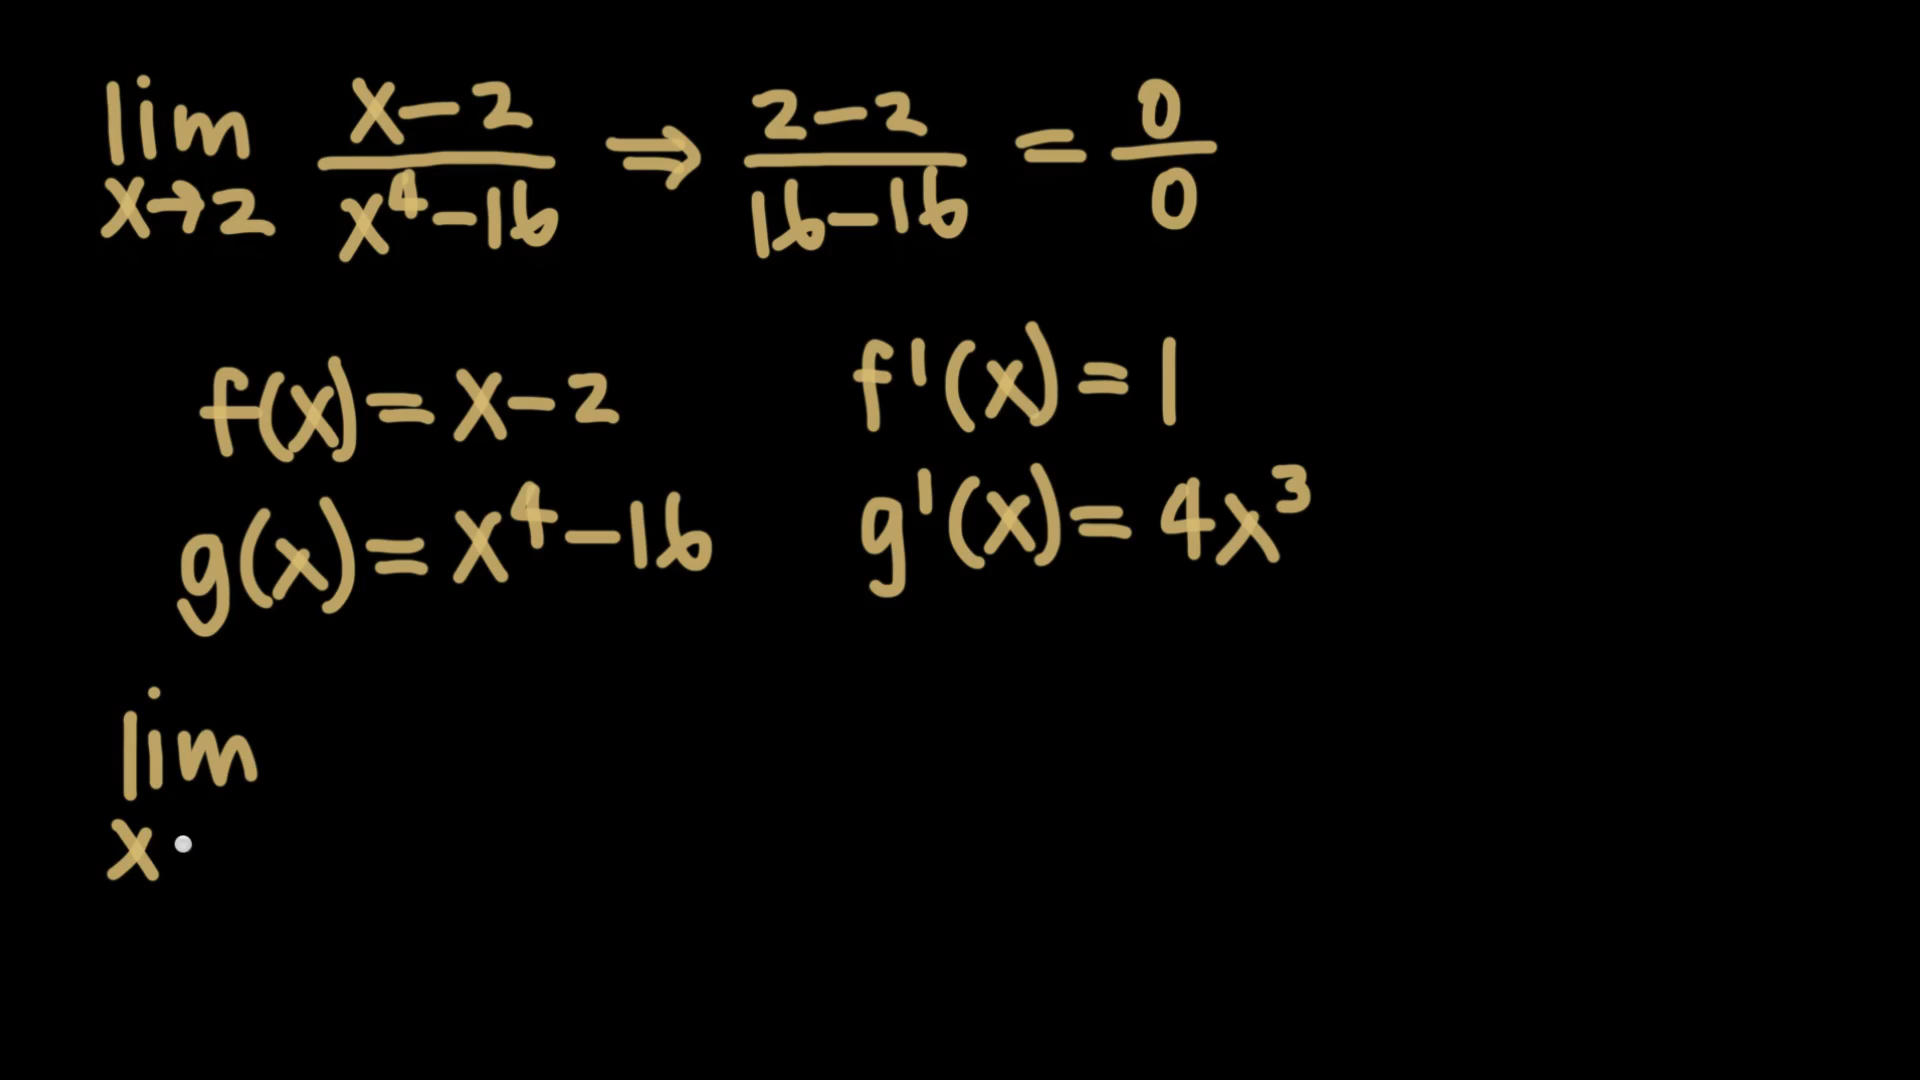 lim x→2 (x-2)/(x⁴-16) ⇒ (2-2)/(16-16) = 0/0
f(x) = x-2 f'(x) = 1
g(x) = x⁴-16 g'(x) = 4x³
lim
x